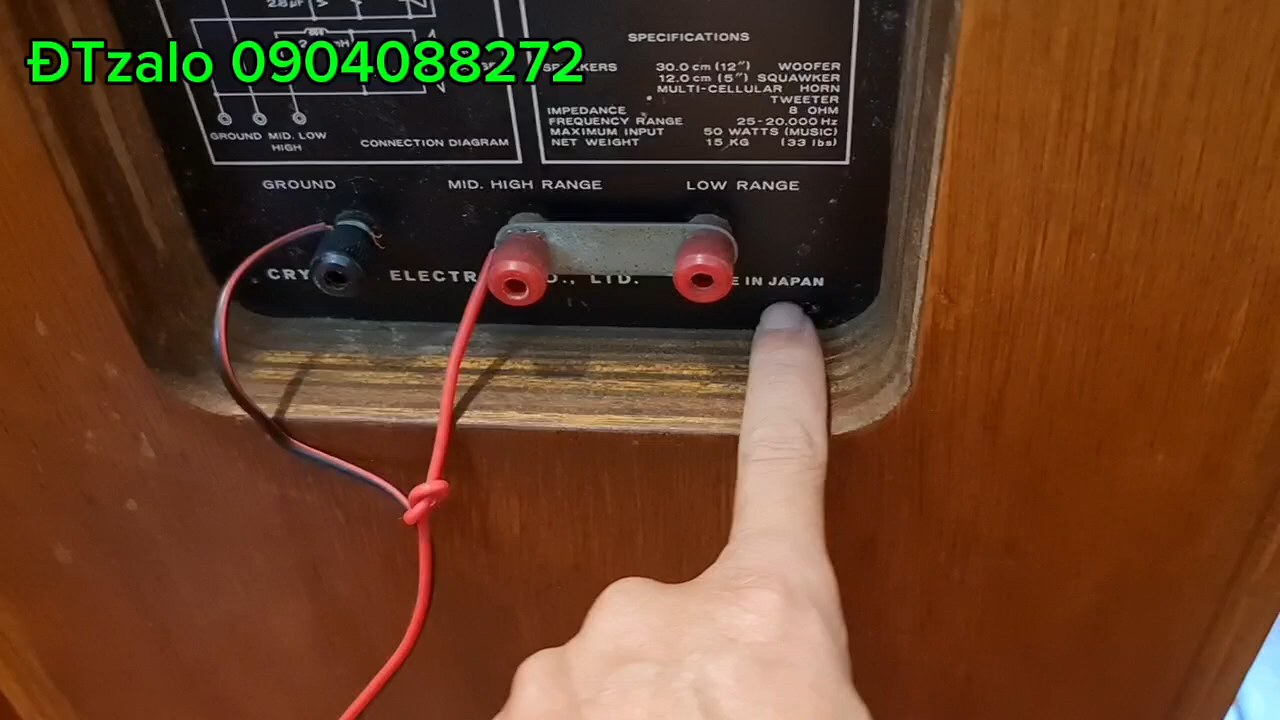 28µF
ĐTzalo 0904088272
GROUND MID. LOW
HIGH
CONNECTION DIAGRAM
SPECIFICATIONS
30.0 cm (12″) WOOFER
12.0 cm (5″) SQUAWKER
MULTI-CELLULAR HORN
TWEETER
IMPEDANCE 8 OHM
FREQUENCY RANGE 25-20.000 Hz
MAXIMUM INPUT 50 WATTS (MUSIC)
NET WEIGHT 15 KG (33 lbs)
GROUND MID. HIGH RANGE LOW RANGE
CRY ELECTR O., LTD. E IN JAPAN